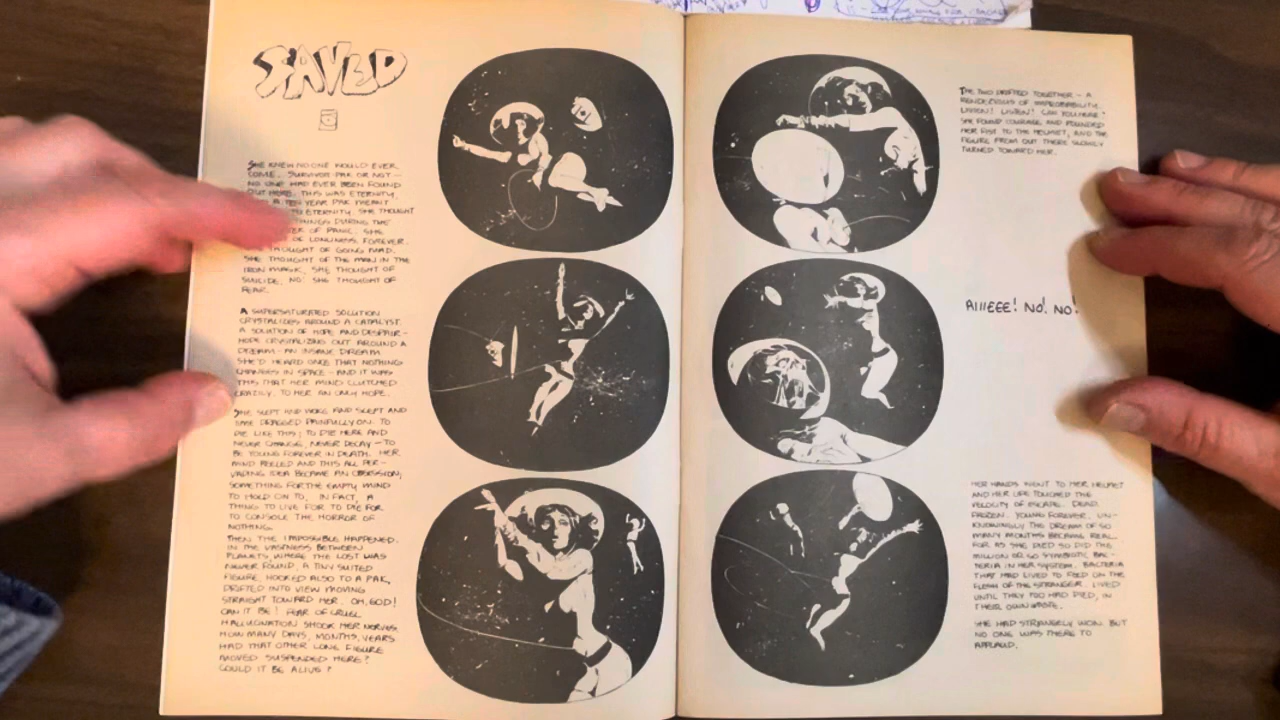 SAVED
SHE KNEW NO ONE WOULD EVER
COME. SURVIVOR PAK OR NOT—
NO ONE HAD EVER BEEN FOUND
OUT HERE. THIS WAS ETERNITY.
A TEN YEAR PAK MEANT
ETERNITY. SHE THOUGHT
THINGS DURING THE
OF PANIC. SHE
OF LONLINESS FOREVER.
THOUGHT OF GOING MAD.
SHE THOUGHT OF THE MAN IN THE
IRON MASK, SHE THOUGHT OF
SUICIDE. NO! SHE THOUGHT OF
FEAR.
A SUPERSATURATED SOLUTION
CRYSTALIZES AROUND A CATALYST.
A SOLUTION OF HOPE AND DESPAIR—
HOPE CRYSTALIZING OUT AROUND A
DREAM—AN INSANE DREAM
SHE'D HEARD ONCE THAT NOTHING
CHANGES IN SPACE—AND IT WAS
THIS THAT HER MIND CLUTCHED
CRAZILY. TO HER AN ONLY HOPE.
SHE SLEPT AND WOKE AND SLEPT AND
TIME DRAGGED PAINFULLY ON. TO
DIE LIKE THIS; TO DIE HERE AND
NEVER CHANGE, NEVER DECAY—TO
BE YOUNG FOREVER IN DEATH. HER
MIND REELED AND THIS ALL PER-
VADING IDEA BECAME AN OBSESSION;
SOMETHING FOR THE EMPTY MIND
TO HOLD ON TO. IN FACT, A
THING TO LIVE FOR TO DIE FOR
TO CONSOLE THE HORROR OF
NOTHING.
THEN THE IMPOSSIBLE HAPPENED.
IN THE VASTNESS BETWEEN
PLANETS WHERE THE LOST WAS
NEVER FOUND, A TINY SUITED
FIGURE, HOOKED ALSO TO A PAK,
DRIFTED INTO VIEW MOVING
STRAIGHT TOWARD HER. OH, GOD!
CAN IT BE! FEAR OF CRUEL
HALLUCINATION SHOOK HER NERVES
HOW MANY DAYS, MONTHS, YEARS
HAD THAT OTHER LONE FIGURE
MOVED SUSPENDED HERE?
COULD IT BE ALIVE?
THE TWO DRIFTED TOGETHER—A
RENDEZVOUS OF IMPROBABILITY.
LISTEN! LISTEN! CAN YOU HEAR!
SHE FOUND COURAGE AND POUNDED
HER FIST TO THE HELMET, AND THE
FIGURE FROM OUT THERE SLOWLY
TURNED TOWARD HER.
AIIIEEE! NO! NO!
HER HANDS WENT TO HER HELMET
AND HER LIFE TOUCHED THE
VELOCITY OF ESCAPE. DEAD.
FROZEN. YOUNG FOREVER. UN-
KNOWINGLY THE DREAM OF SO
MANY MONTHS BECAME REAL.
FOR AS SHE DIED SO DID THE
MILLION OR SO SYMBIOTIC BAC-
TERIA IN HER SYSTEM. BACTERIA
THAT HAD LIVED TO FEED ON THE
FLESH OF THE STRANGER. LIVED
UNTIL THEY TOO HAD DIED, IN
THEIR OWN WASTE.
SHE HAD STRANGELY WON. BUT
NO ONE WAS THERE TO
APPLAUD.